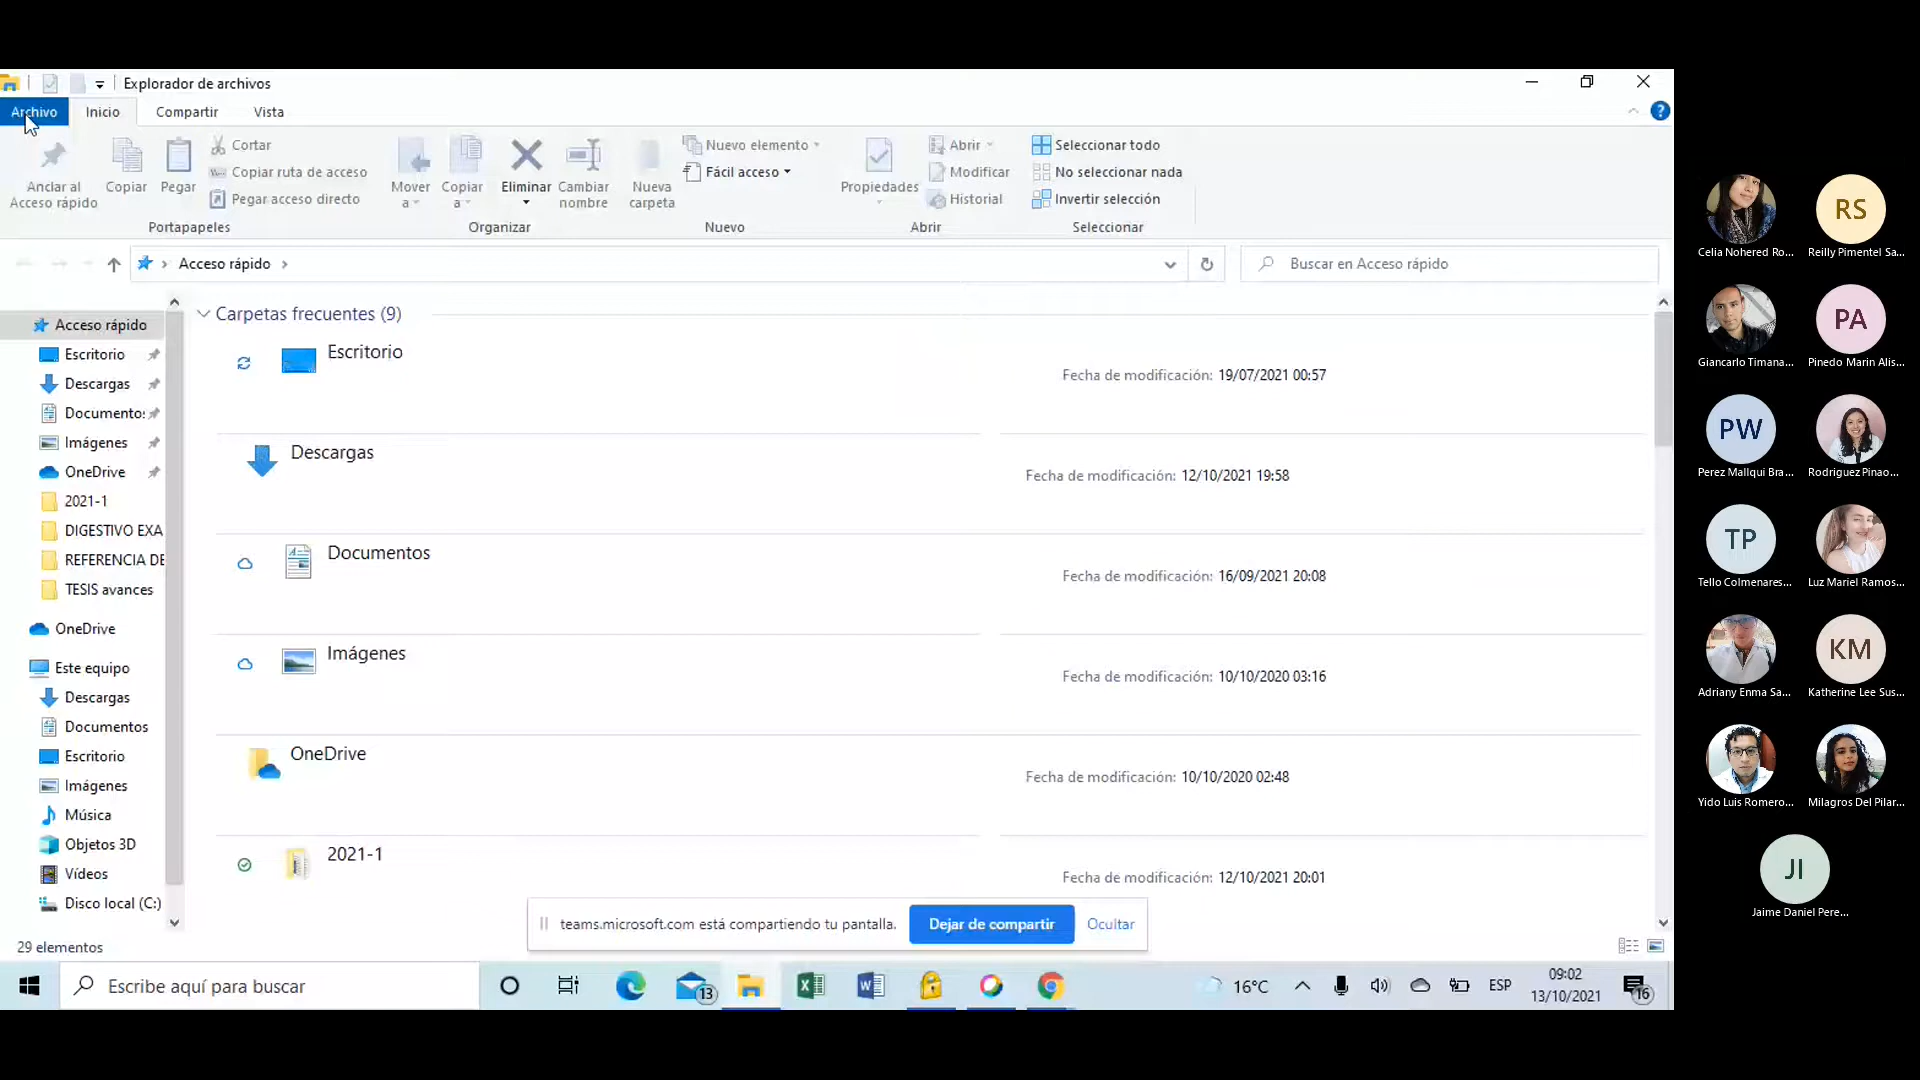 Explorador de archivos
Archivo Inicio Compartir Vista
Anclar al Acceso rápido
Copiar
Pegar
Cortar
Copiar ruta de acceso
Pegar acceso directo
Portapapeles
Mover a
Copiar a
Eliminar
Cambiar nombre
Organizar
Nueva carpeta
Nuevo elemento
Fácil acceso
Nuevo
Propiedades
Abrir
Modificar
Historial
Abrir
Seleccionar todo
No seleccionar nada
Invertir selección
Seleccionar
Acceso rápido
Buscar en Acceso rápido
Acceso rápido
Escritorio
Descargas
Documento:
Imágenes
OneDrive
2021-1
DIGESTIVO EXA
REFERENCIA DE
TESIS avances
OneDrive
Este equipo
Descargas
Documentos
Escritorio
Imágenes
Música
Objetos 3D
Vídeos
Disco local (C:)
29 elementos
Carpetas frecuentes (9)
Escritorio
Fecha de modificación: 19/07/2021 00:57
Descargas
Fecha de modificación: 12/10/2021 19:58
Documentos
Fecha de modificación: 16/09/2021 20:08
Imágenes
Fecha de modificación: 10/10/2020 03:16
OneDrive
Fecha de modificación: 10/10/2020 02:48
2021-1
Fecha de modificación: 12/10/2021 20:01
teams.microsoft.com está compartiendo tu pantalla. Dejar de compartir Ocultar
Escribe aquí para buscar
13
16°C
ESP
09:02
13/10/2021
16
Celia Nohered Ro...
RS
Reilly Pimentel Sa...
Giancarlo Timana...
PA
Pinedo Marin Alis...
PW
Perez Mallqui Bra...
Rodriguez Pinao...
TP
Tello Colmenares...
Luz Mariel Ramos...
Adriany Enma Sa...
KM
Katherine Lee Sus...
Yido Luis Romero...
Milagros Del Pilar...
JI
Jaime Daniel Pere...